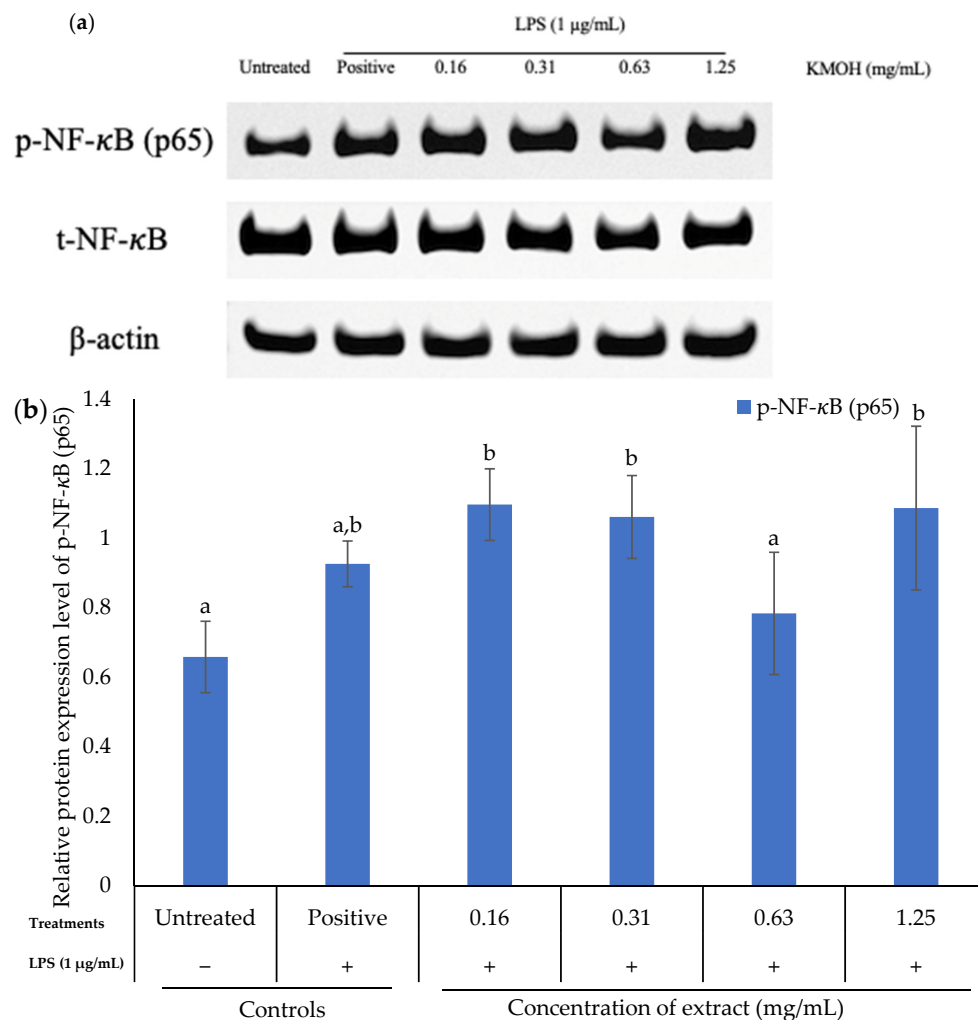 (a)
LPS (1 µg/mL)
Untreated Positive 0.16 0.31 0.63 1.25 KMOH (mg/mL)
p-NF-κB (p65)
t-NF-κB
β-actin
(b)
Relative protein expression level of p-NF-κB (p65)
1.4
1.2
1
0.8
0.6
0.4
0.2
0
p-NF-κB (p65)
a
a,b
b
b
a
b
Treatments Untreated Positive 0.16 0.31 0.63 1.25
LPS (1 µg/mL) − + + + + +
Controls Concentration of extract (mg/mL)